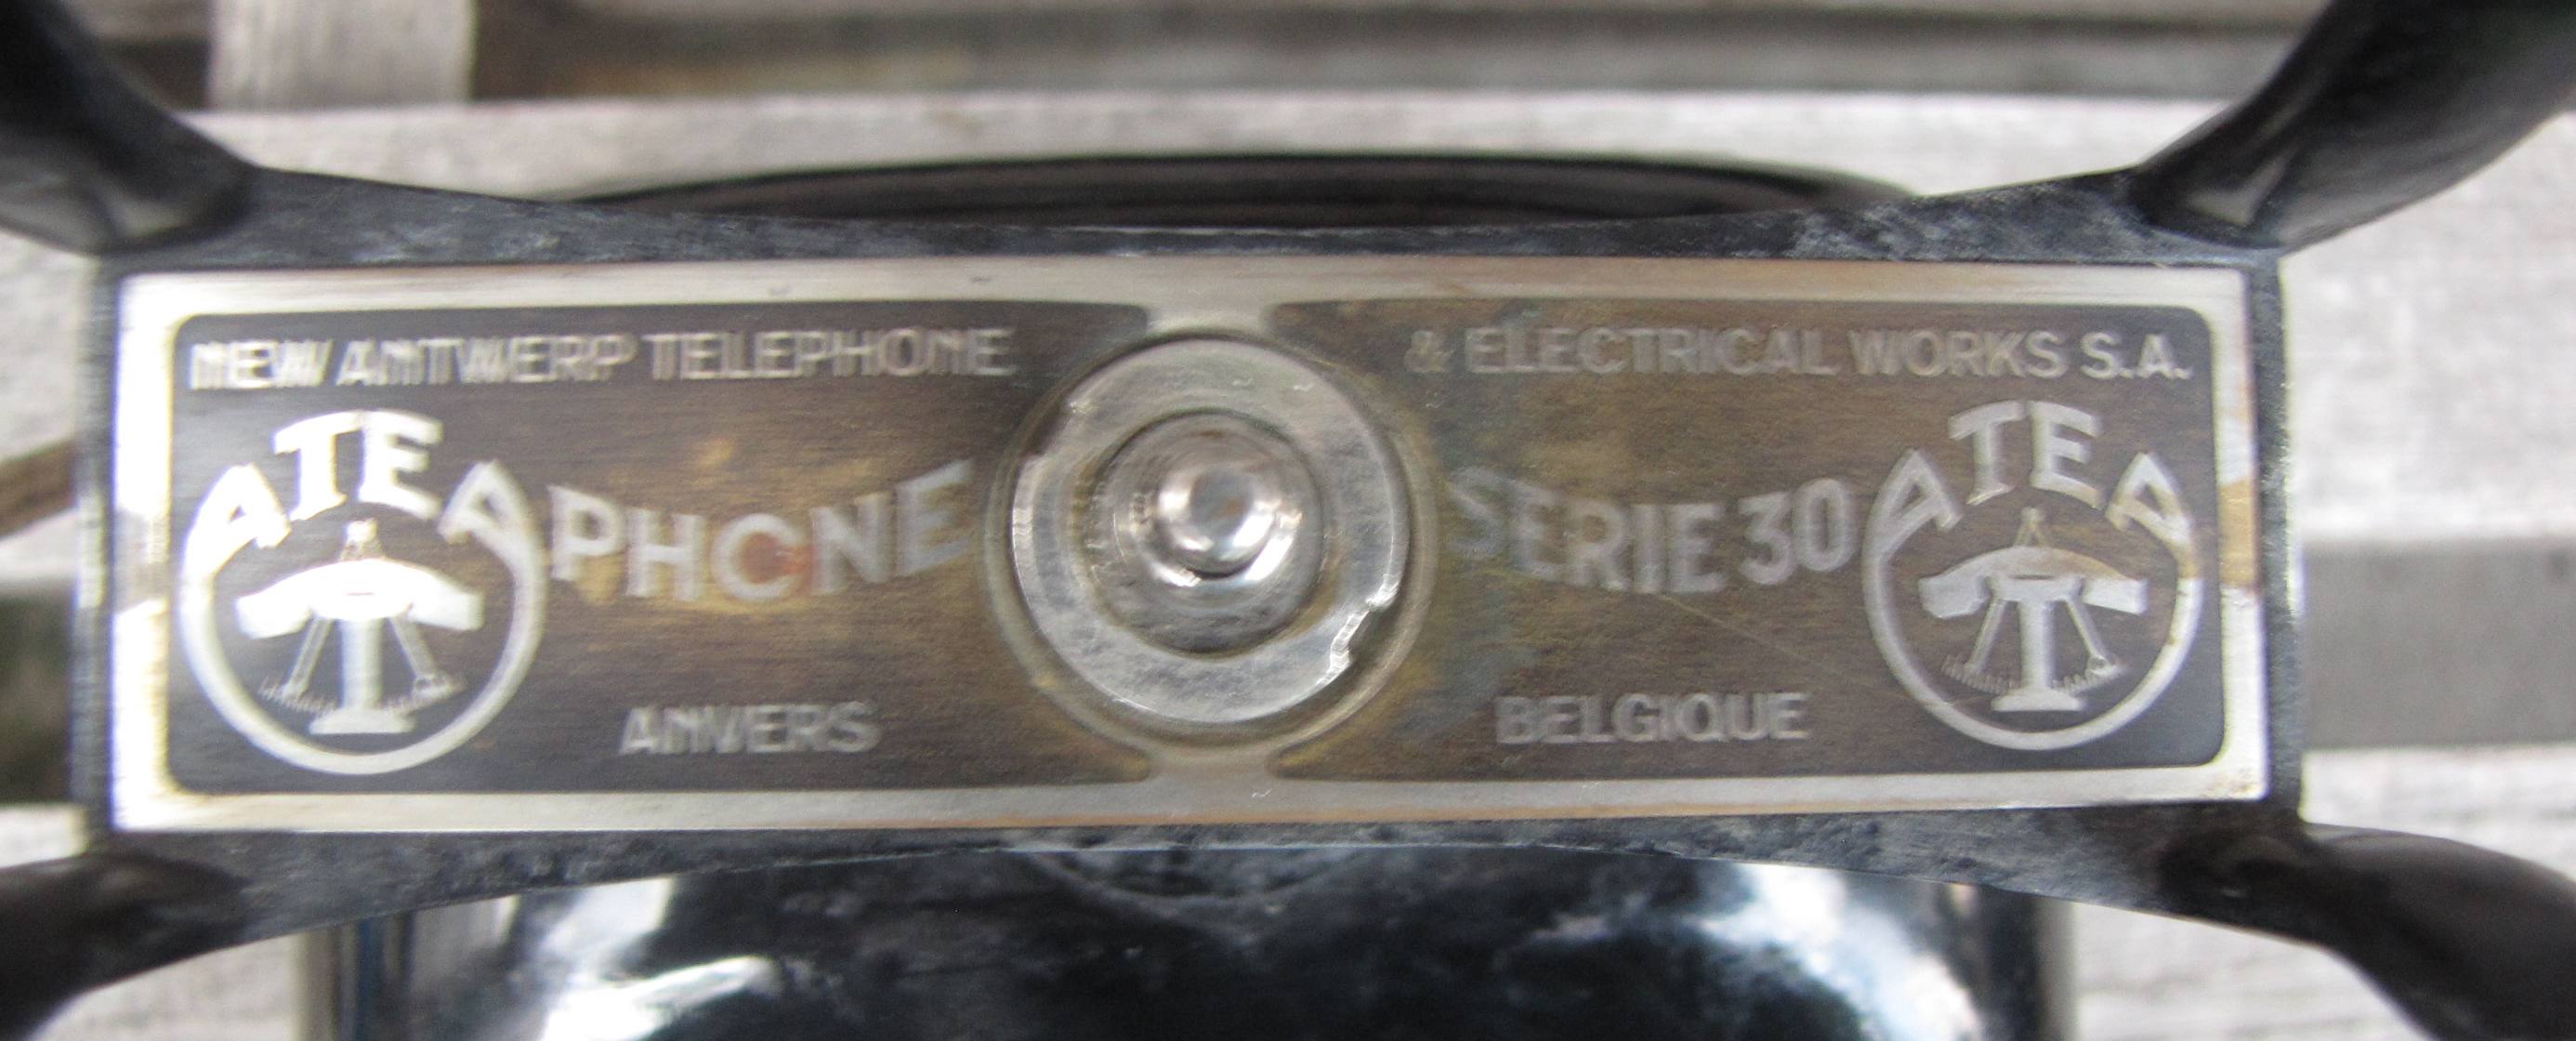 NEW ANTWERP TELEPHONE & ELECTRICAL WORKS S.A.
ATEA PHONE SERIE 30 ATEA
ANVERS BELGIQUE